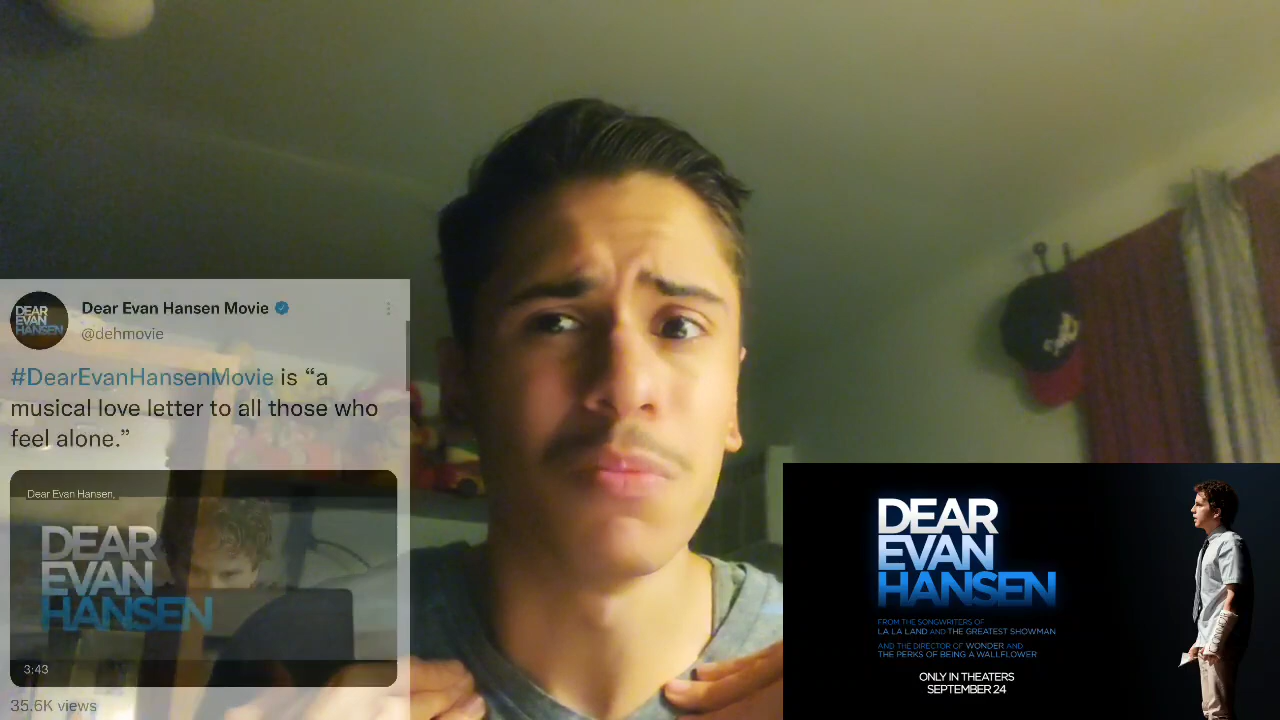 DEAR
EVAN
HANSEN
Dear Evan Hansen Movie
@dehmovie
#DearEvanHansenMovie is “a
musical love letter to all those who
feel alone.”
Dear Evan Hansen
DEAR
EVAN
HANSEN
3:43
35.6K views
DEAR
EVAN
HANSEN
FROM THE SONGWRITERS OF
LA LA LAND AND THE GREATEST SHOWMAN
AND THE DIRECTOR OF WONDER AND
THE PERKS OF BEING A WALLFLOWER
ONLY IN THEATERS
SEPTEMBER 24